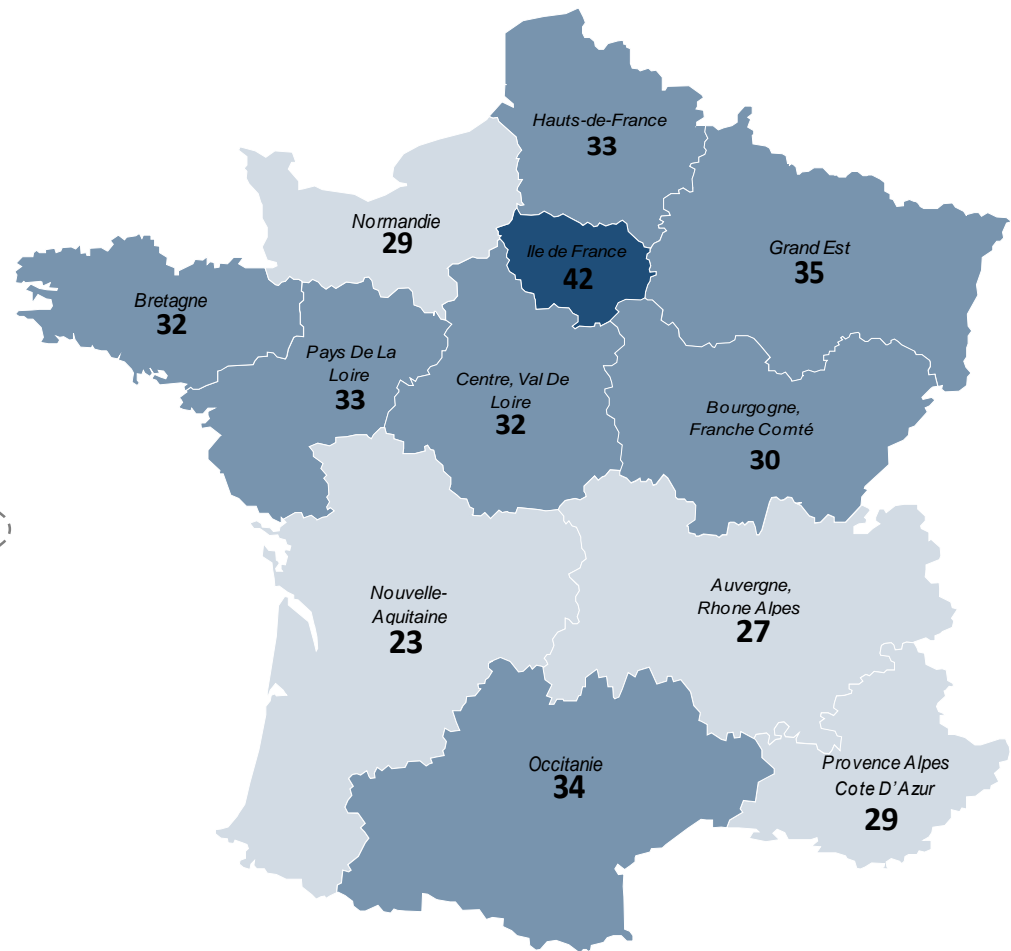 Hauts-de-France
33
Normandie
29
Ile de France
42
Grand Est
35
Bretagne
32
Pays De La
Loire
33
Centre, Val De
Loire
32
Bourgogne,
Franche Comté
30
Nouvelle-
Aquitaine
23
Auvergne,
Rhone Alpes
27
Occitanie
34
Provence Alpes
Cote D'Azur
29